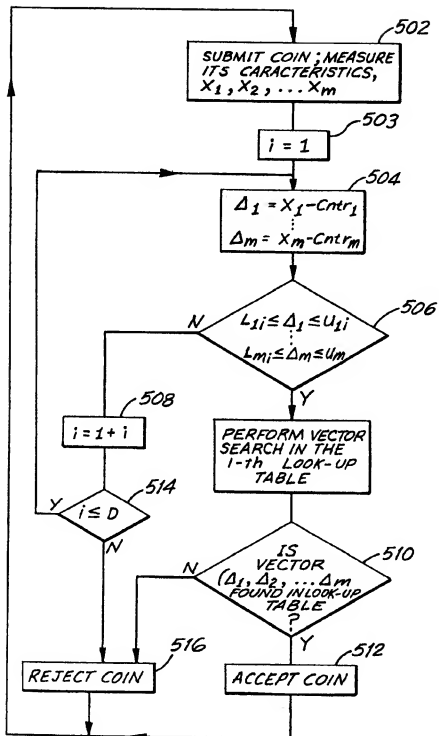 502
SUBMIT COIN; MEASURE
ITS CARACTERISTICS,
X1, X2, ... Xm
503
i = 1
504
Δ1 = X1-Cntr1
⋮
Δm = Xm-Cntrm
506
N
L1i ≤ Δ1 ≤ U1i
⋮
Lmi ≤ Δm ≤ Um
Y
508
i = 1 + i
PERFORM VECTOR
SEARCH IN THE
1-th LOOK-UP
TABLE
514
Y
i ≤ D
N
510
N
IS
VECTOR
(Δ1, Δ2, ... Δm
FOUND IN LOOK-UP
TABLE
?
Y
516
REJECT COIN
512
ACCEPT COIN